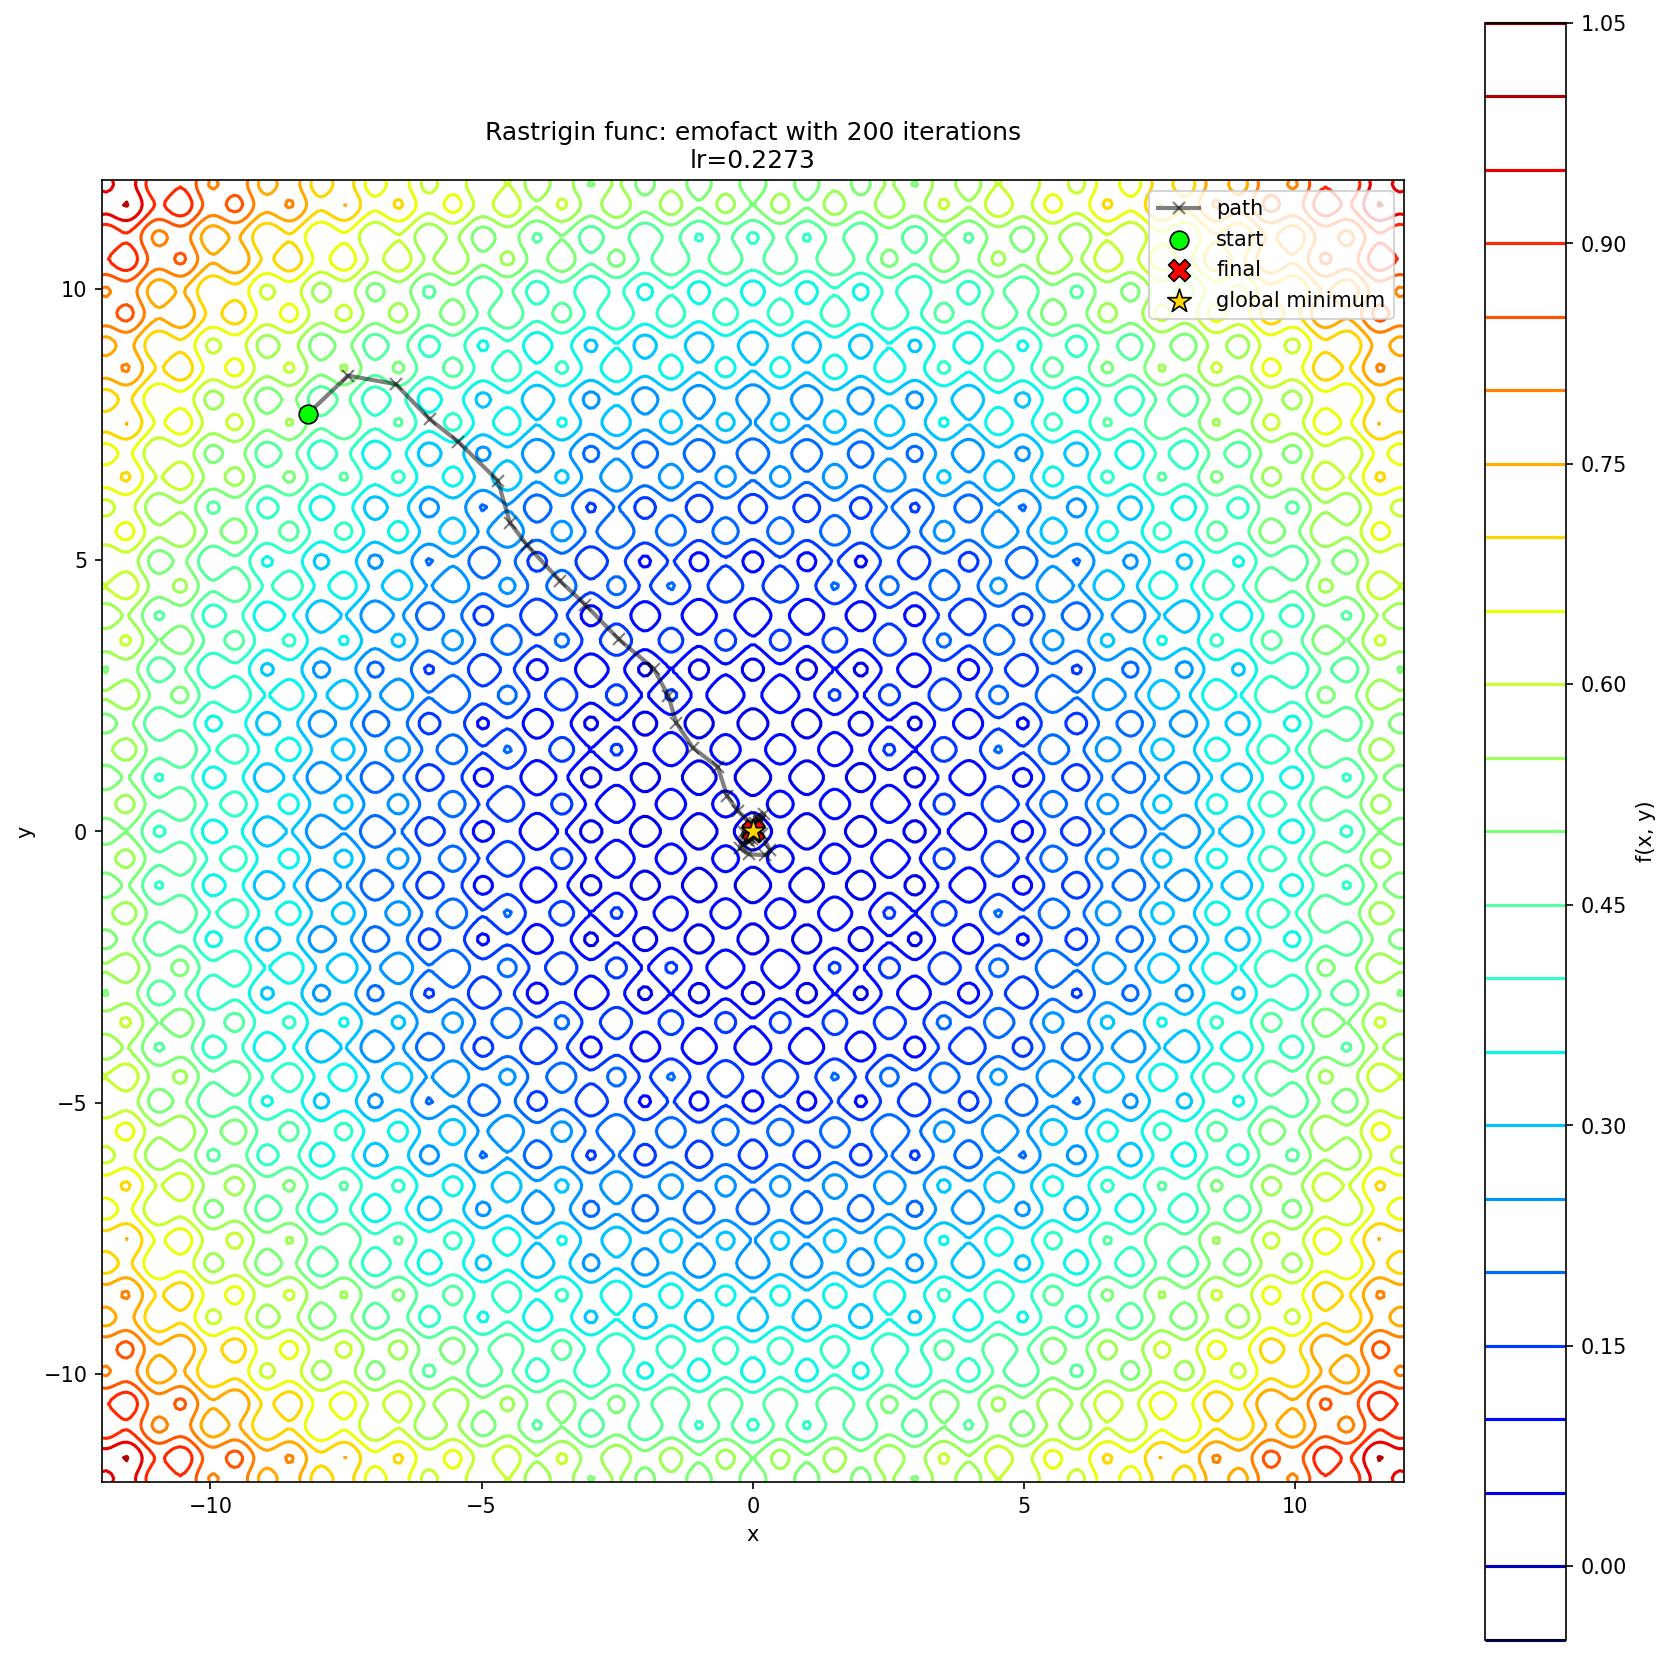 Rastrigin func: emofact with 200 iterations
lr=0.2273
path
start
final
global minimum
10
5
0
−5
−10
y
−10
−5
0
5
10
x
1.05
0.90
0.75
0.60
0.45
0.30
0.15
0.00
f(x, y)